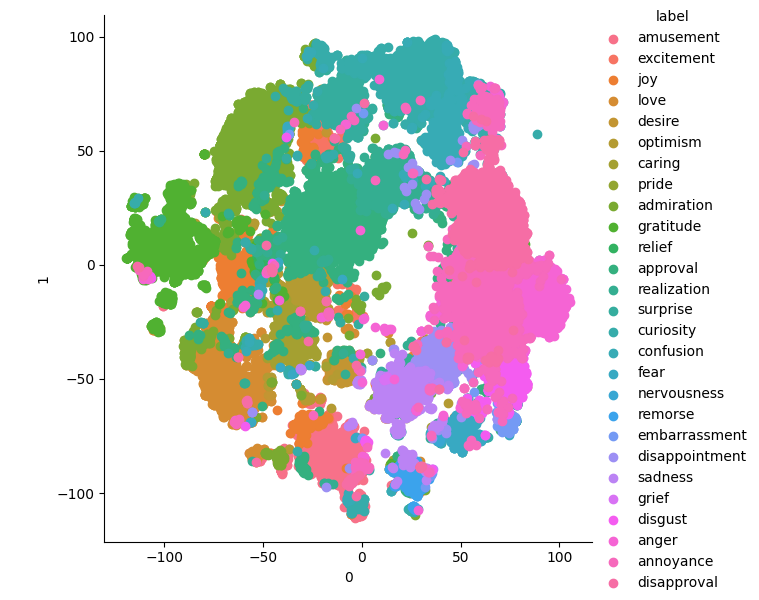 label
amusement
excitement
joy
love
desire
optimism
caring
pride
admiration
gratitude
relief
approval
realization
surprise
curiosity
confusion
fear
nervousness
remorse
embarrassment
disappointment
sadness
grief
disgust
anger
annoyance
disapproval
100
50
0
−50
−100
1
−100
−50
0
50
100
0